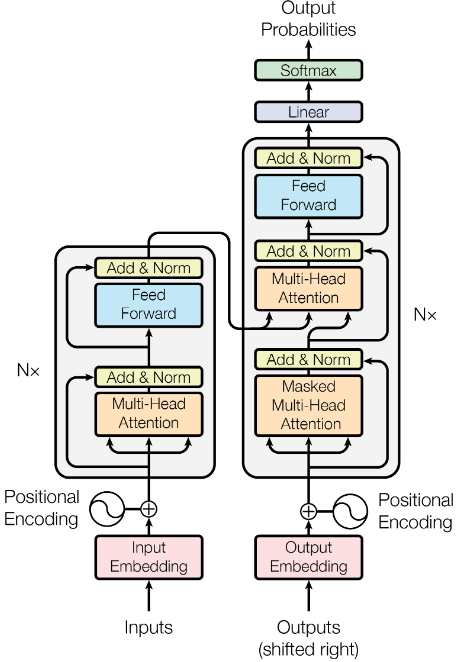 Output
Probabilities
Softmax
Linear
Add & Norm
Feed
Forward
Add & Norm
Multi-Head
Attention
Add & Norm
Masked
Multi-Head
Attention
Nx
Add & Norm
Feed
Forward
Add & Norm
Multi-Head
Attention
N×
Positional
Encoding
Positional
Encoding
Input
Embedding
Output
Embedding
Inputs
Outputs
(shifted right)